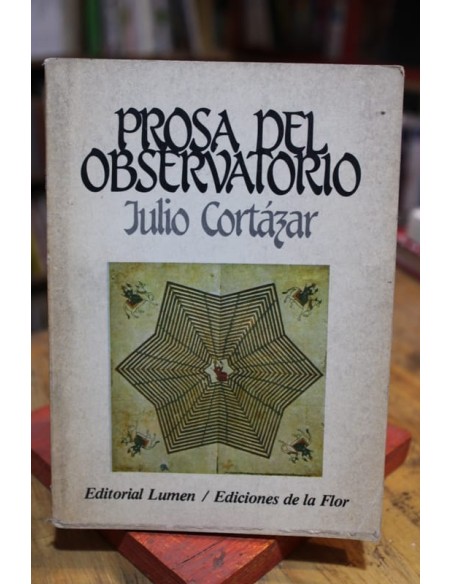 PROSA DEL
OBSERVATORIO
Julio Cortázar
Editorial Lumen / Ediciones de la Flor